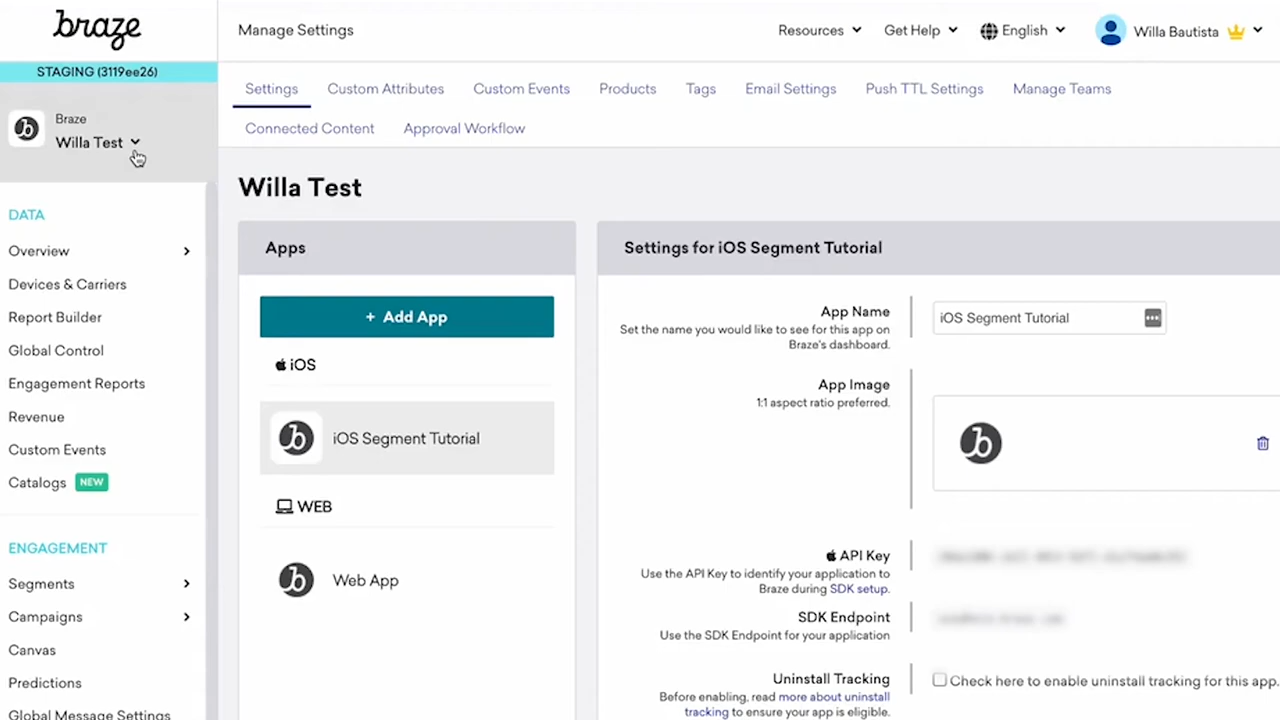 braze
Manage Settings
Resources
Get Help
English
Willa Bautista
STAGING (3119ee26)
Braze
Willa Test
Settings
Custom Attributes
Custom Events
Products
Tags
Email Settings
Push TTL Settings
Manage Teams
Connected Content
Approval Workflow
DATA
Overview
Devices & Carriers
Report Builder
Global Control
Engagement Reports
Revenue
Custom Events
Catalogs NEW
ENGAGEMENT
Segments
Campaigns
Canvas
Predictions
Global Message Settings
Willa Test
Apps
+ Add App
iOS
iOS Segment Tutorial
WEB
Web App
Settings for iOS Segment Tutorial
App Name
Set the name you would like to see for this app on
Braze's dashboard.
iOS Segment Tutorial
App Image
1:1 aspect ratio preferred.
API Key
Use the API Key to identify your application to
Braze during SDK setup.
SDK Endpoint
Use the SDK Endpoint for your application
Uninstall Tracking
Before enabling, read more about uninstall
tracking to ensure your app is eligible.
Check here to enable uninstall tracking for this app.